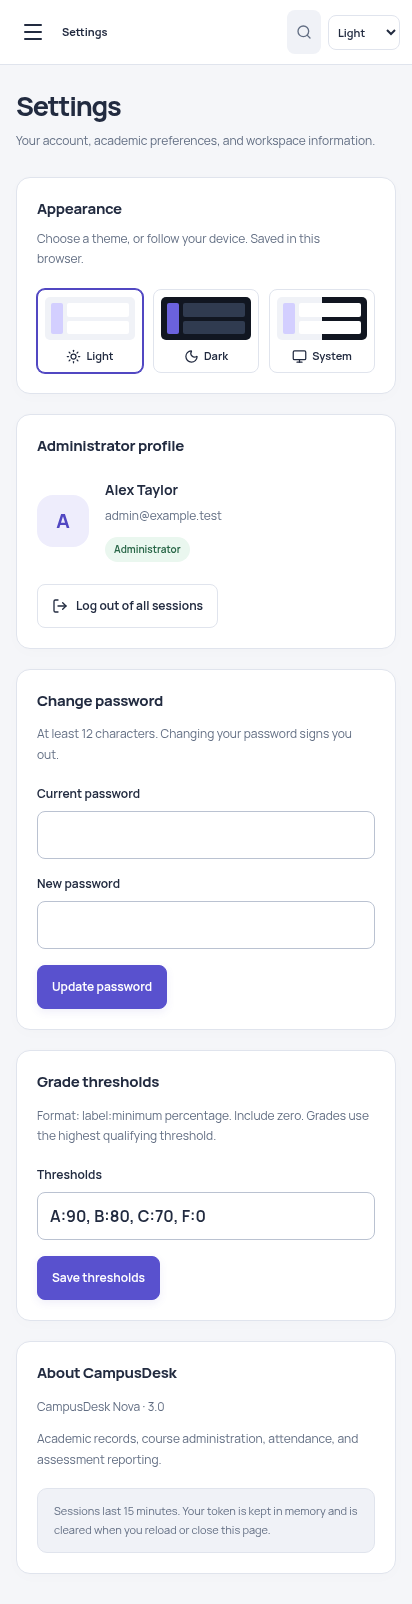 Settings
Light
Settings
Your account, academic preferences, and workspace information.
Appearance
Choose a theme, or follow your device. Saved in this
browser.
Light
Dark
System
Administrator profile
A
Alex Taylor
admin@example.test
Administrator
Log out of all sessions
Change password
At least 12 characters. Changing your password signs you
out.
Current password
New password
Update password
Grade thresholds
Format: label:minimum percentage. Include zero. Grades use
the highest qualifying threshold.
Thresholds
A:90, B:80, C:70, F:0
Save thresholds
About CampusDesk
CampusDesk Nova · 3.0
Academic records, course administration, attendance, and
assessment reporting.
Sessions last 15 minutes. Your token is kept in memory and is
cleared when you reload or close this page.